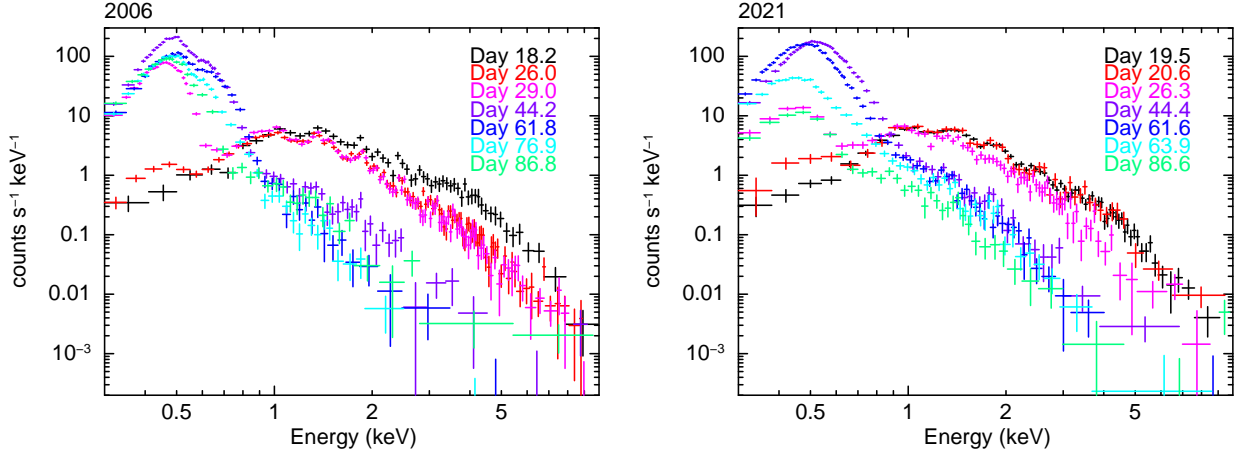 2006
100
10
1
0.1
0.01
10⁻³
counts s⁻¹ keV⁻¹
Day 18.2
Day 26.0
Day 29.0
Day 44.2
Day 61.8
Day 76.9
Day 86.8
0.5
1
2
5
Energy (keV)
2021
100
10
1
0.1
0.01
10⁻³
counts s⁻¹ keV⁻¹
Day 19.5
Day 20.6
Day 26.3
Day 44.4
Day 61.6
Day 63.9
Day 86.6
0.5
1
2
5
Energy (keV)